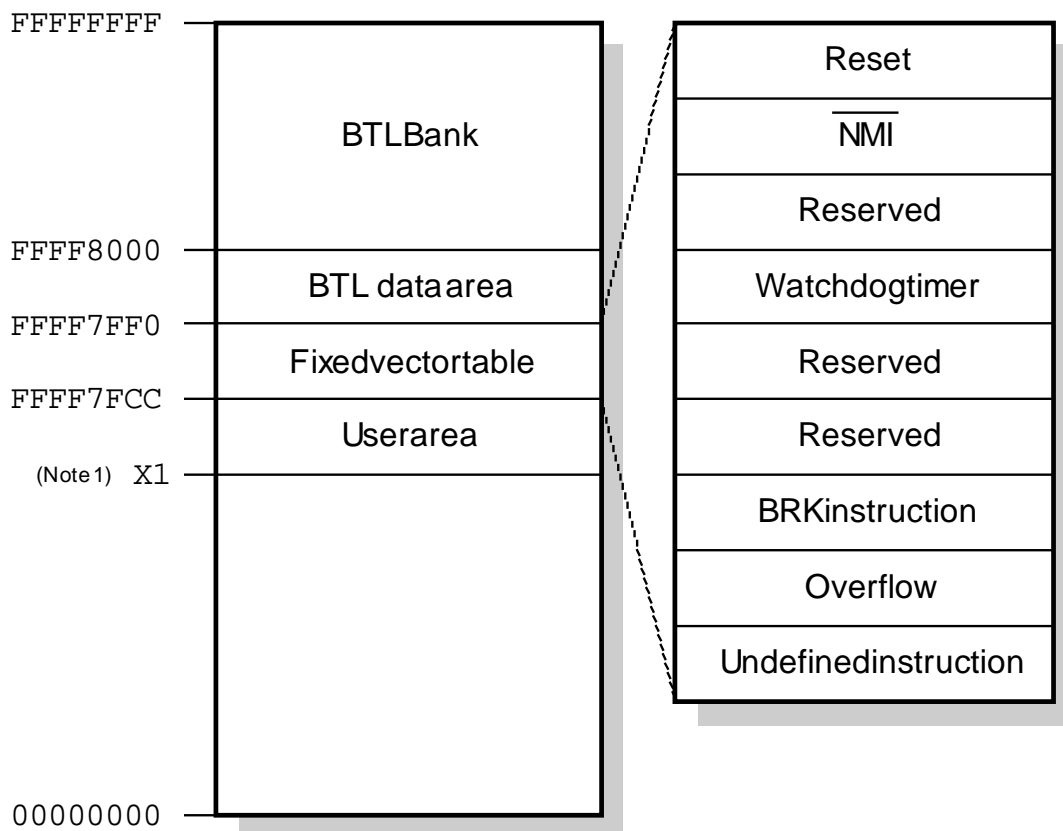 FFFFFFFF
BTLBank
FFFF8000
BTL dataarea
FFFF7FF0
Fixedvectortable
FFFF7FCC
Userarea
(Note1) X1
00000000
Reset
NMI
Reserved
Watchdogtimer
Reserved
Reserved
BRKinstruction
Overflow
Undefinedinstruction